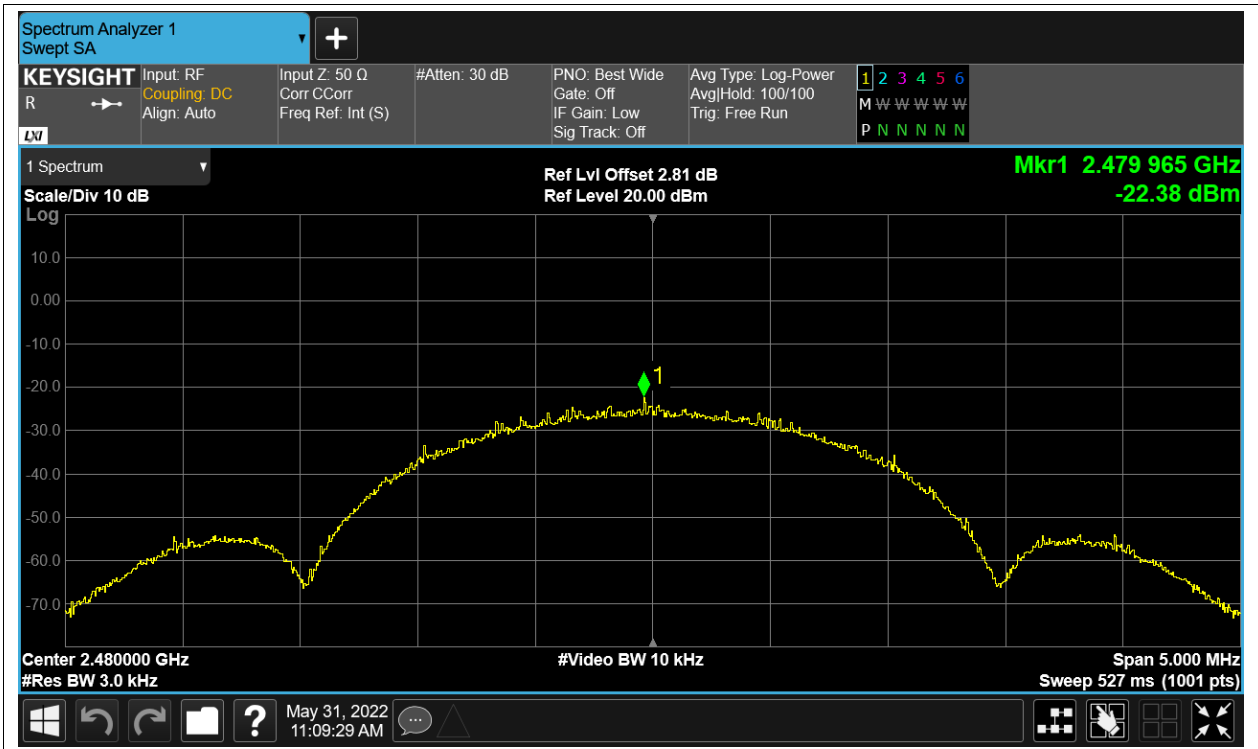 Spectrum Analyzer 1
Swept SA
+
KEYSIGHT
R
LXI
Input: RF
Coupling: DC
Align: Auto
Input Z: 50 Ω
Corr CCorr
Freq Ref: Int (S)
#Atten: 30 dB
PNO: Best Wide
Gate: Off
IF Gain: Low
Sig Track: Off
Avg Type: Log-Power
Avg|Hold: 100/100
Trig: Free Run
1 2 3 4 5 6
M W W W W W W
P N N N N N
1 Spectrum
Scale/Div 10 dB
Ref Lvl Offset 2.81 dB
Ref Level 20.00 dBm
Mkr1 2.479 965 GHz
-22.38 dBm
Log
10.0
0.00
-10.0
-20.0
-30.0
-40.0
-50.0
-60.0
-70.0
1
Center 2.480000 GHz
#Res BW 3.0 kHz
#Video BW 10 kHz
Span 5.000 MHz
Sweep 527 ms (1001 pts)
?
May 31, 2022
11:09:29 AM